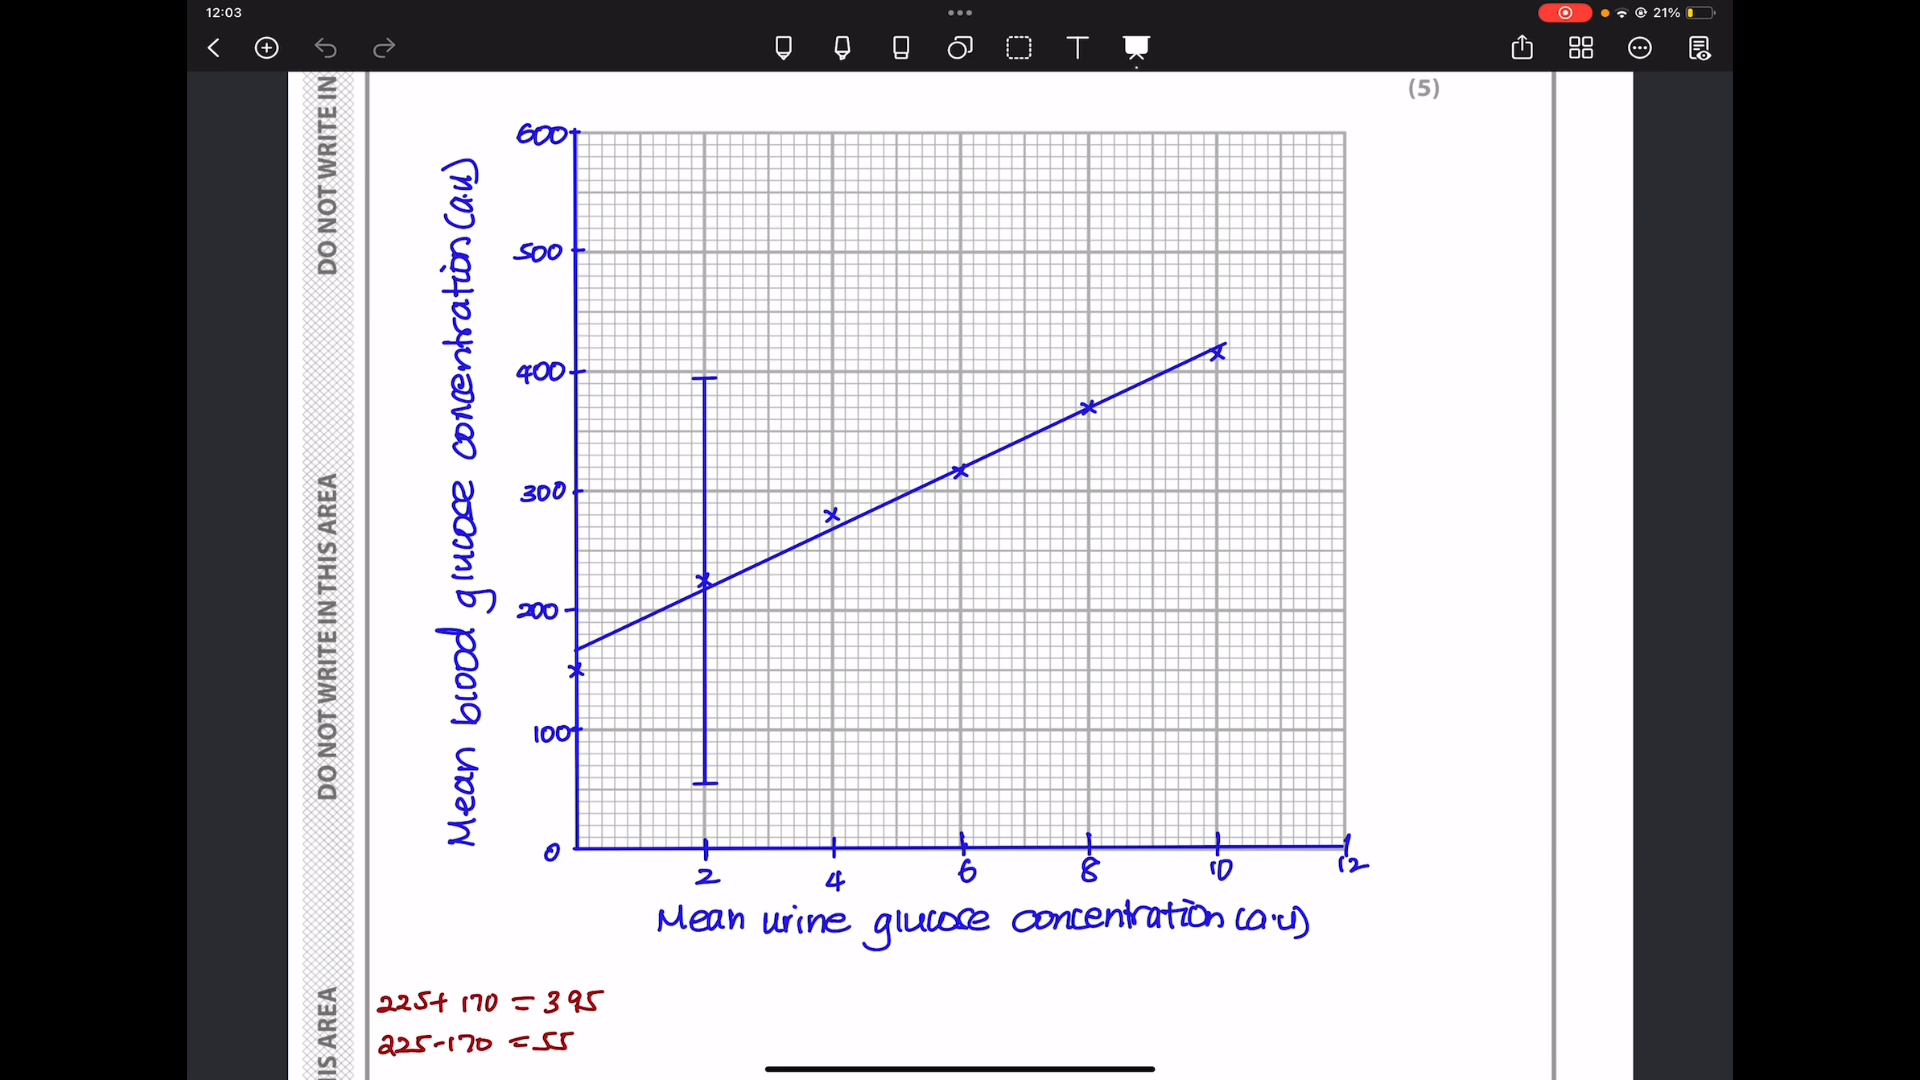 12:03
21%
T
DO NOT WRITE IN
DO NOT WRITE IN THIS AREA
IS AREA
(5)
Mean blood glucose concentration (a.u)
600
500
400
300
200
100
0
2
4
6
8
10
12
Mean urine glucose concentration (a.u)
225+ 170 = 395
225-170 = 55